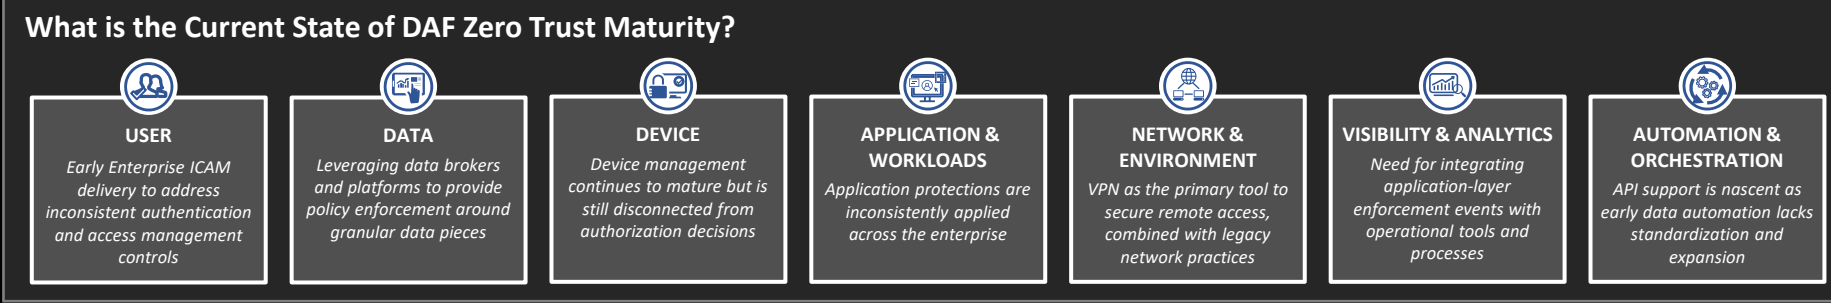 What is the Current State of DAF Zero Trust Maturity?
USER
Early Enterprise ICAM
delivery to address
inconsistent authentication
and access management
controls
DATA
Leveraging data brokers
and platforms to provide
policy enforcement around
granular data pieces
DEVICE
Device management
continues to mature but is
still disconnected from
authorization decisions
APPLICATION &
WORKLOADS
Application protections are
inconsistently applied
across the enterprise
NETWORK &
ENVIRONMENT
VPN as the primary tool to
secure remote access,
combined with legacy
network practices
VISIBILITY & ANALYTICS
Need for integrating
application-layer
enforcement events with
operational tools and
processes
AUTOMATION &
ORCHESTRATION
API support is nascent as
early data automation lacks
standardization and
expansion